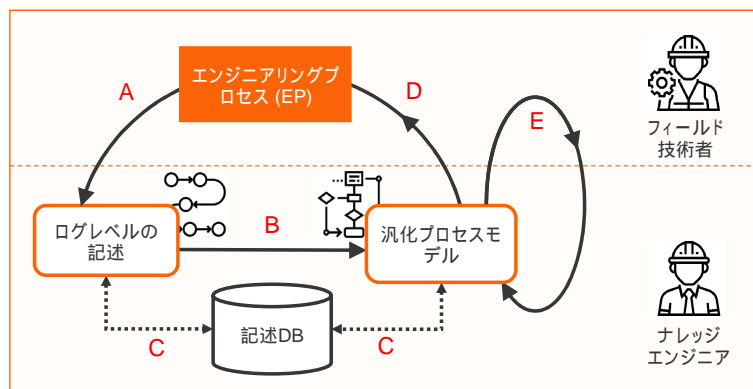 エンジニアリングプ
ロセス (EP)
A
D
E
フィールド
技術者
ログレベルの
記述
B
汎化プロセスモ
デル
C
記述DB
C
ナレッジ
エンジニア